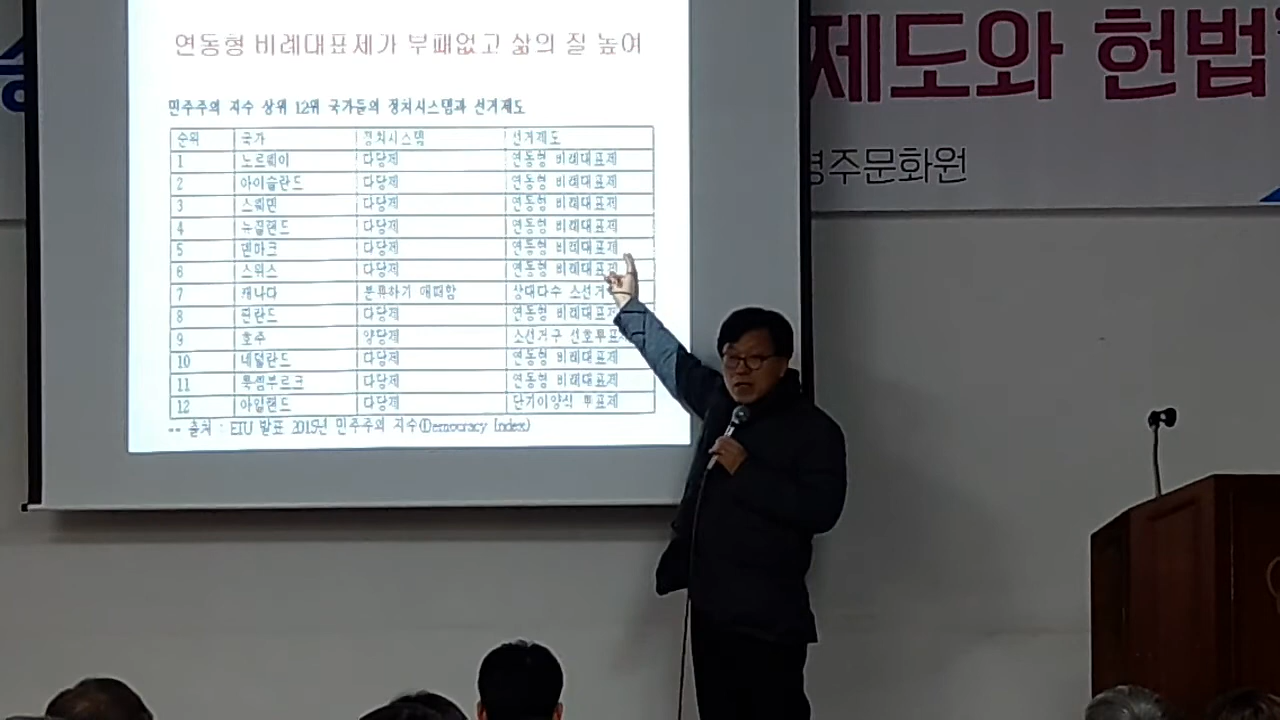 연동형 비례대표제가 부패없고 삶의 질 높어
제도와 헌법
영주문화원
민주주의 지수 상위 12위 국가들의 정치시스템과 선거제도
순위 국가 정치시스템 선거제도
1 노르웨이 다당제 연동형 비례대표제
2 아이슬란드 다당제 연동형 비례대표제
3 스웨덴 다당제 연동형 비례대표제
4 뉴질랜드 다당제 연동형 비례대표제
5 덴마크 다당제 연동형 비례대표제
6 스위스 다당제 연동형 비례대표제
7 캐나다 분류하기 애매함 상대다수 소선거
8 핀란드 다당제 연동형 비례대표제
9 호주 양당제 소선거구 선호투표
10 네덜란드 다당제 연동형 비례대표제
11 룩셈부르크 다당제 연동형 비례대표제
12 아일랜드 다당제 단기이양식 투표제
** 출처 : EIU 발표 2015년 민주주의 지수(Democracy Index)